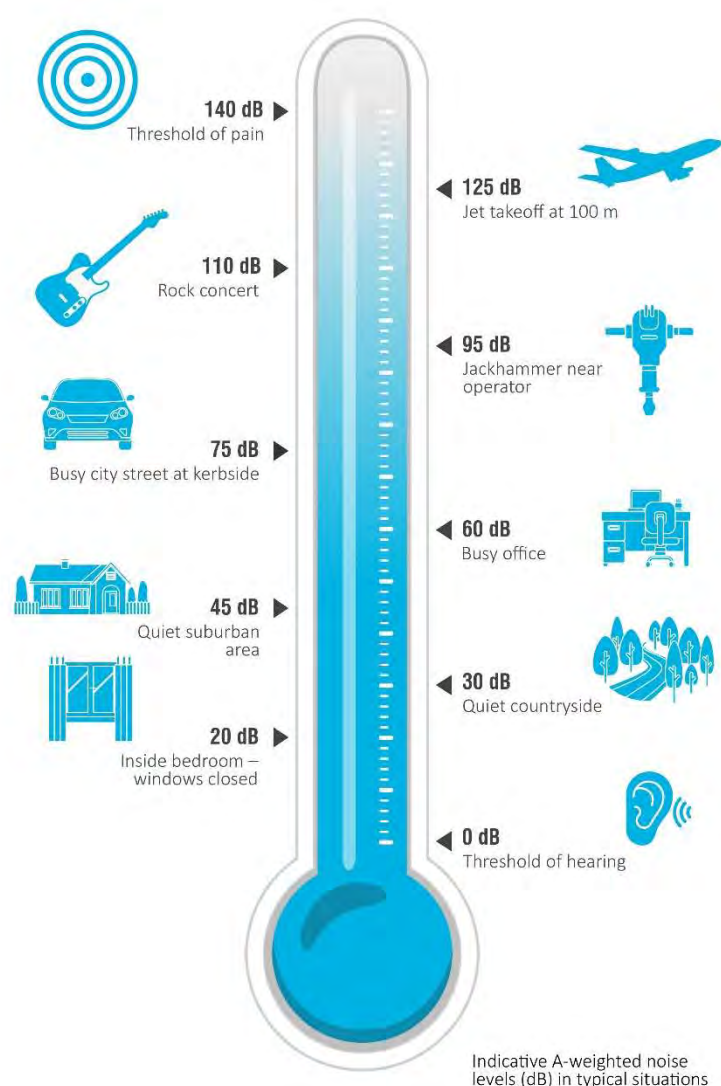 140 dB
Threshold of pain
125 dB
Jet takeoff at 100 m
110 dB
Rock concert
95 dB
Jackhammer near
operator
75 dB
Busy city street at kerbside
60 dB
Busy office
45 dB
Quiet suburban
area
30 dB
Quiet countryside
20 dB
Inside bedroom –
windows closed
0 dB
Threshold of hearing
Indicative A-weighted noise
levels (dB) in typical situations